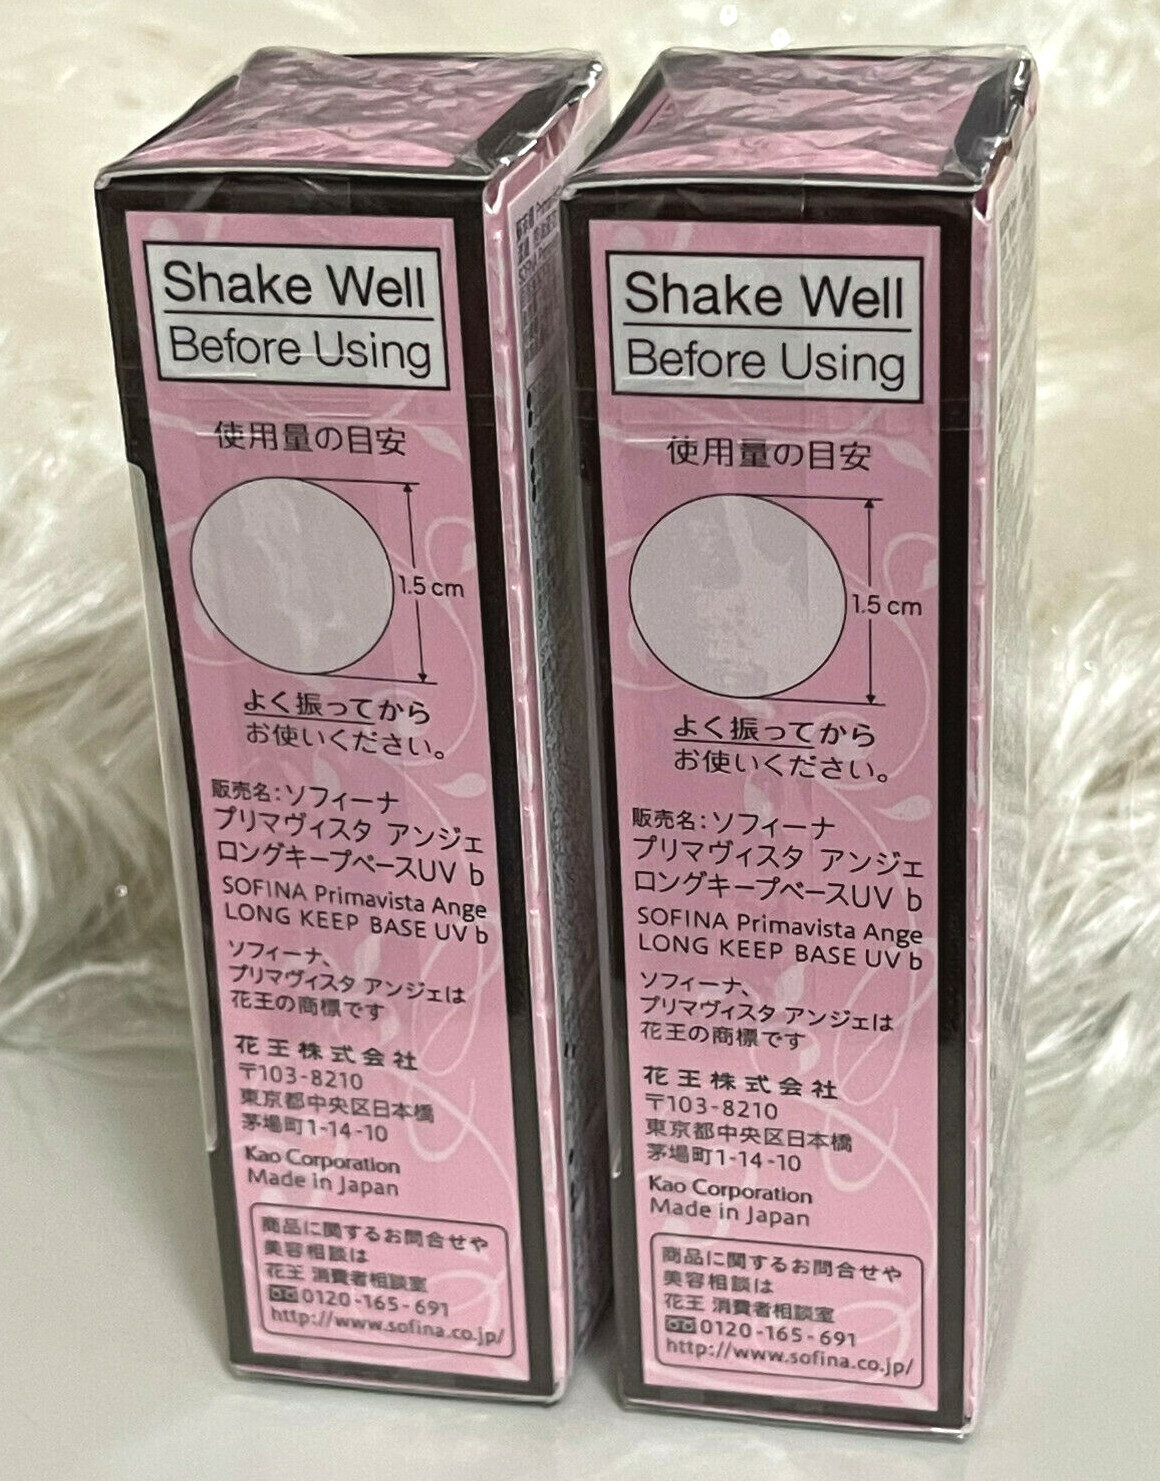 Shake Well
Before Using
使用量の目安
1.5 cm
よく振ってから
お使いください。
販売名:ソフィーナ
プリマヴィスタ アンジェ
ロングキープベースUV b
SOFINA Primavista Ange
LONG KEEP BASE UV b
ソフィーナ、
プリマヴィスタ アンジェは
花王の商標です
花王株式会社
〒103-8210
東京都中央区日本橋
茅場町1-14-10
Kao Corporation
Made in Japan
商品に関するお問合せや
美容相談は
花王 消費者相談室
0120-165-691
http://www.sofina.co.jp/
Shake Well
Before Using
使用量の目安
1.5 cm
よく振ってから
お使いください。
販売名:ソフィーナ
プリマヴィスタ アンジェ
ロングキープベースUV b
SOFINA Primavista Ange
LONG KEEP BASE UV b
ソフィーナ、
プリマヴィスタ アンジェは
花王の商標です
花王株式会社
〒103-8210
東京都中央区日本橋
茅場町1-14-10
Kao Corporation
Made in Japan
商品に関するお問合せや
美容相談は
花王 消費者相談室
0120-165-691
http://www.sofina.co.jp/